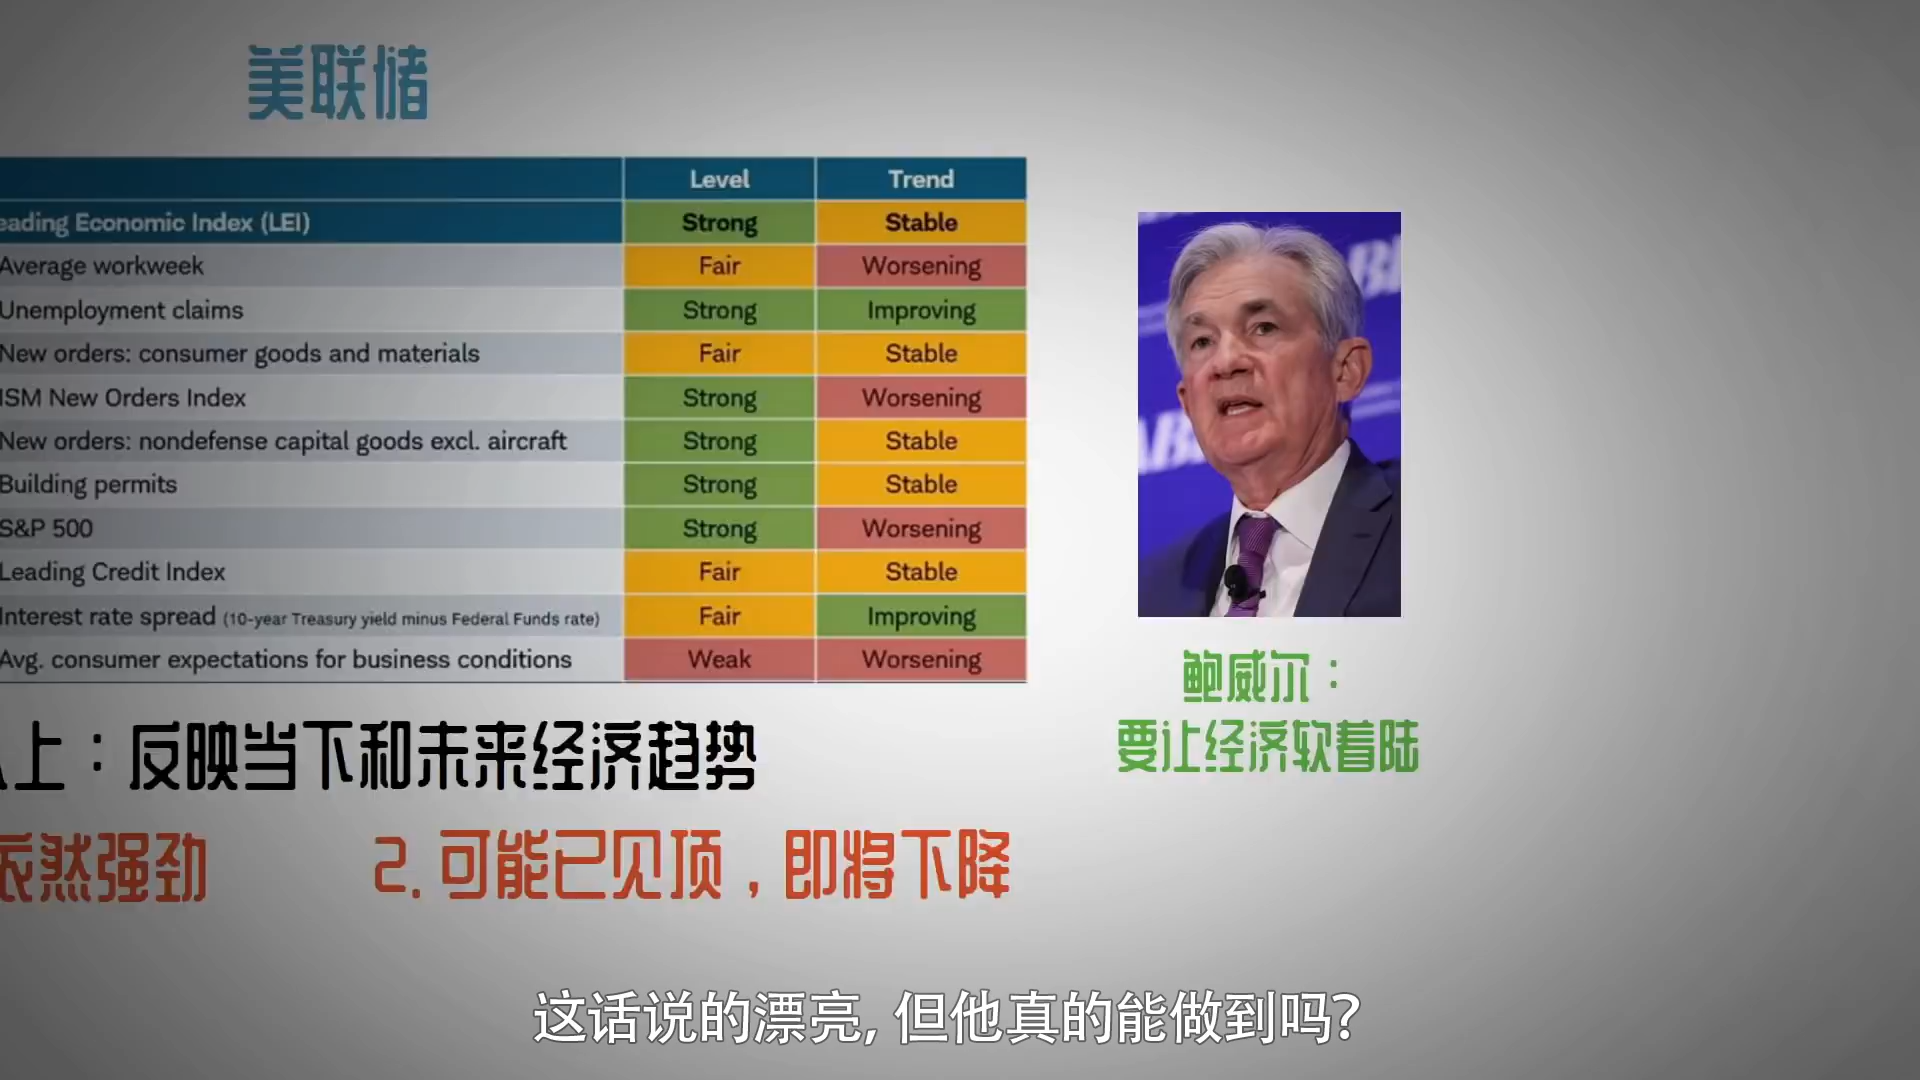 美联储
Level Trend
eading Economic Index (LEI) Strong Stable
Average workweek Fair Worsening
Unemployment claims Strong Improving
New orders: consumer goods and materials Fair Stable
ISM New Orders Index Strong Worsening
New orders: nondefense capital goods excl. aircraft Strong Stable
Building permits Strong Stable
S&P 500 Strong Worsening
Leading Credit Index Fair Stable
Interest rate spread (10-year Treasury yield minus Federal Funds rate) Fair Improving
Avg. consumer expectations for business conditions Weak Worsening
鲍威尔：
要让经济软着陆
上：反映当下和未来经济趋势
依然强劲 2. 可能已见顶，即将下降
这话说的漂亮, 但他真的能做到吗?